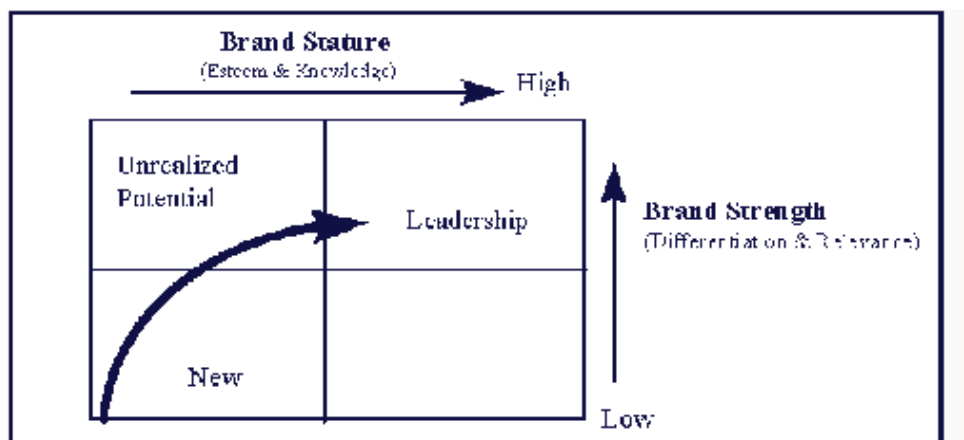 Brand Stature
(Esteem & Knowledge)
High
Unrealized
Potential
Leadership
Brand Strength
(Differentiation & Relevance)
New
Low